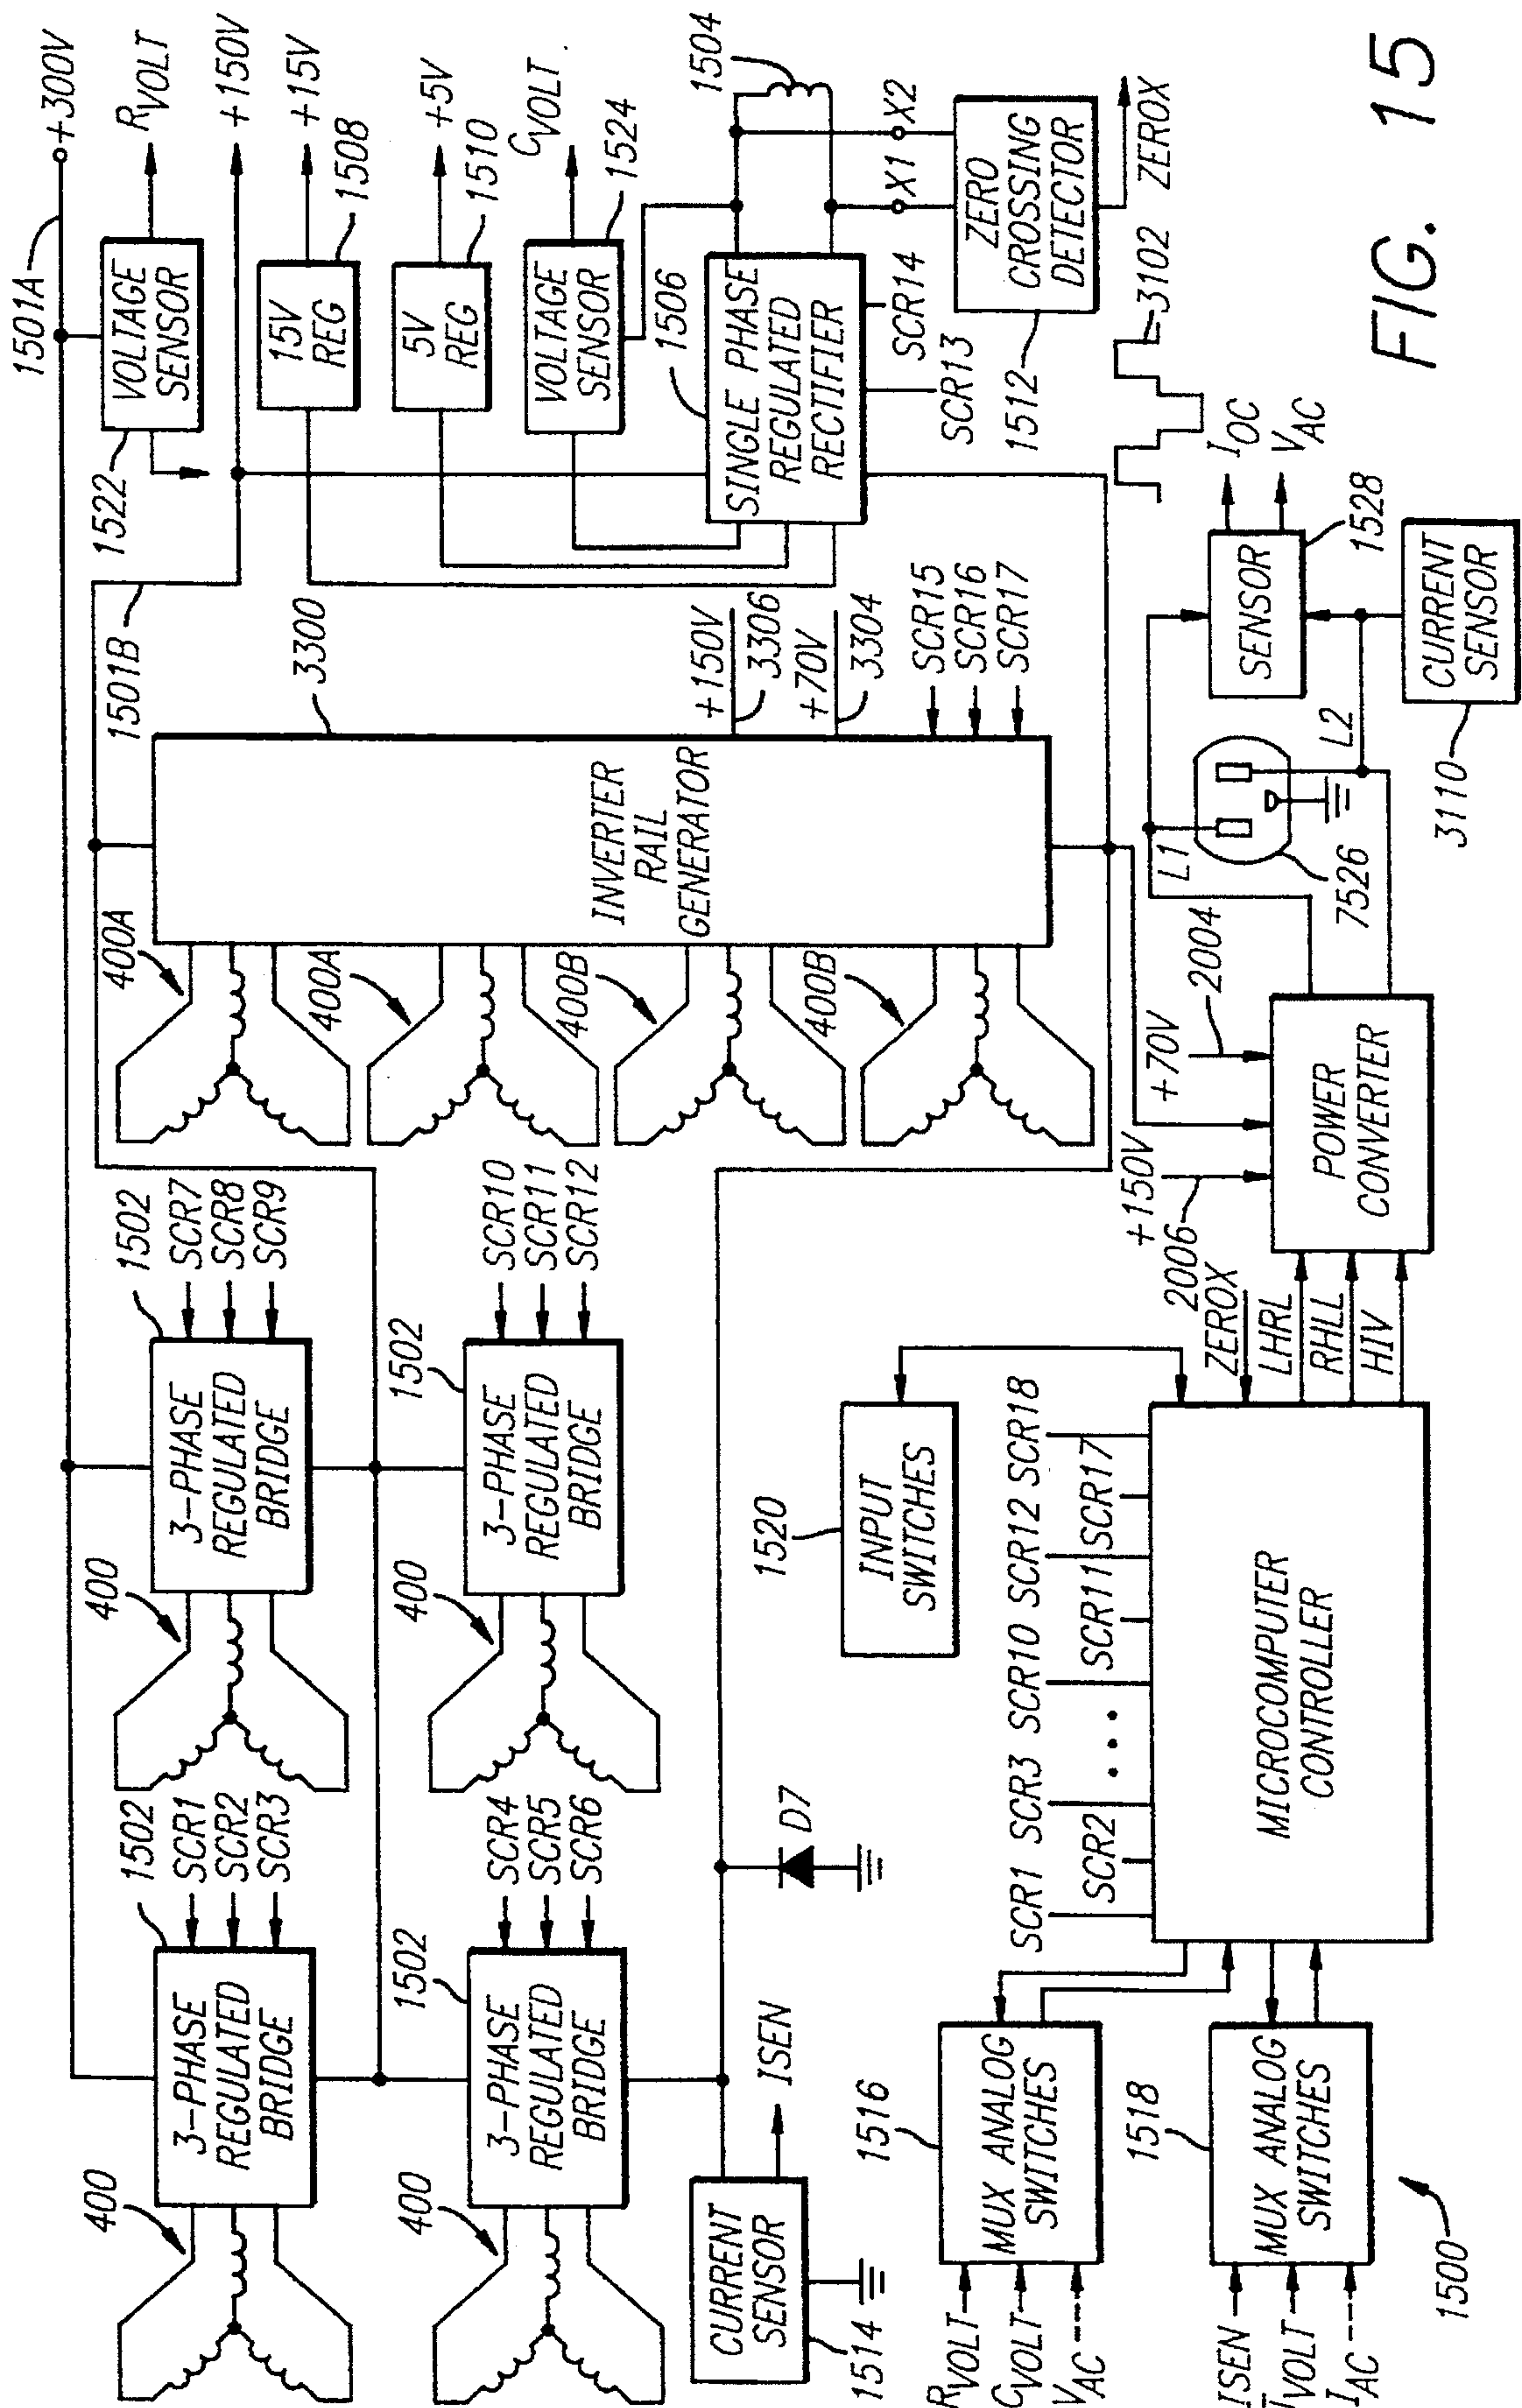 1501A
+300V
VOLTAGE
SENSOR
RVOLT
1522
+150V
1501B
15V
REG
+15V
1508
5V
REG
+5V
1510
VOLTAGE
SENSOR
CVOLT
1524
1504
1506
SINGLE PHASE
REGULATED
RECTIFIER
SCR13
SCR14
X1
X2
ZERO
CROSSING
DETECTOR
1512
ZEROX
3102
400
3-PHASE
REGULATED
BRIDGE
1502
SCR1
SCR2
SCR3
400
3-PHASE
REGULATED
BRIDGE
1502
SCR7
SCR8
SCR9
400
3-PHASE
REGULATED
BRIDGE
1502
SCR4
SCR5
SCR6
400
3-PHASE
REGULATED
BRIDGE
1502
SCR10
SCR11
SCR12
400A
400A
400B
400B
INVERTER
RAIL
GENERATOR
3300
+150V
3306
+70V
3304
SCR15
SCR16
SCR17
CURRENT
SENSOR
1514
ISEN
D7
1516
MUX ANALOG
SWITCHES
RVOLT
CVOLT
VAC
1518
MUX ANALOG
SWITCHES
ISEN
IVOLT
IAC
1500
SCR1
SCR2
SCR3
SCR10
SCR11
SCR12
SCR17
SCR18
MICROCOMPUTER
CONTROLLER
1520
INPUT
SWITCHES
ZEROX
LHRL
RHLL
HIV
+150V
2006
+70V
2004
POWER
CONVERTER
L1
L2
7526
SENSOR
1528
IOC
VAC
CURRENT
SENSOR
3110
FIG. 15